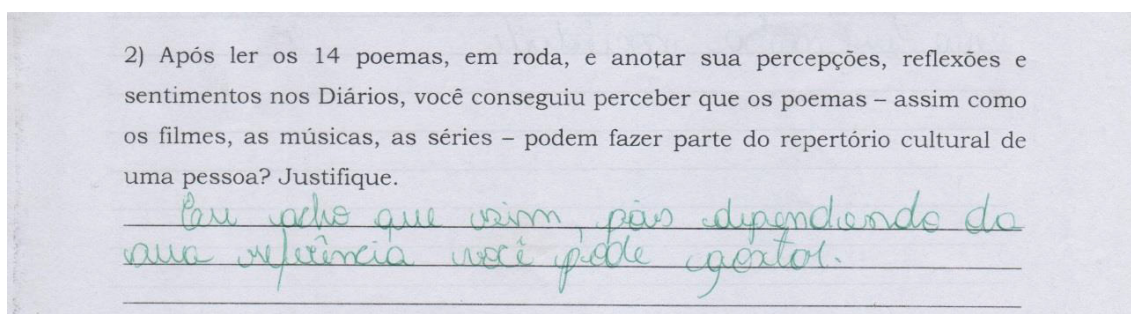 2) Após ler os 14 poemas, em roda, e anotar sua percepções, reflexões e
sentimentos nos Diários, você conseguiu perceber que os poemas – assim como
os filmes, as músicas, as séries – podem fazer parte do repertório cultural de
uma pessoa? Justifique.
Eu acho que sim, pois dependendo da
sua referência você pode gostar.